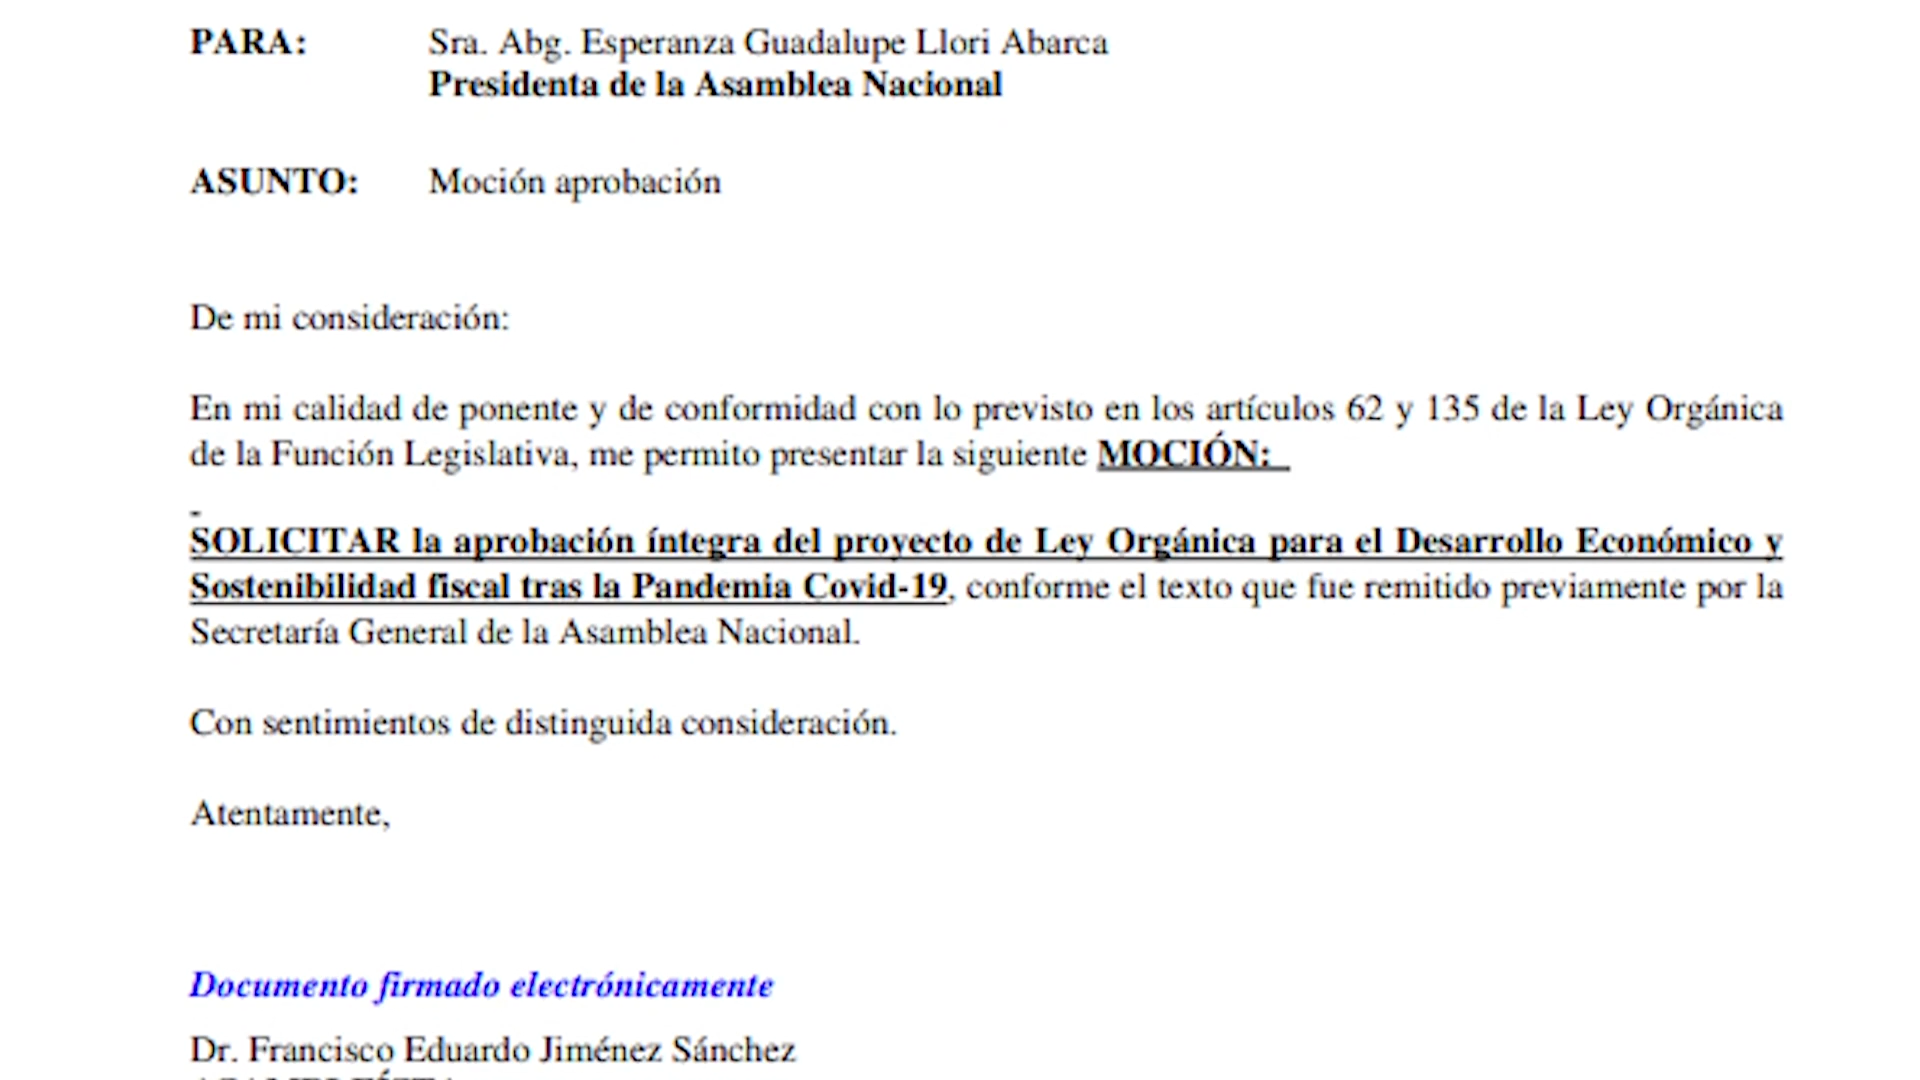 PARA: Sra. Abg. Esperanza Guadalupe Llori Abarca
Presidenta de la Asamblea Nacional
ASUNTO: Moción aprobación
De mi consideración:
En mi calidad de ponente y de conformidad con lo previsto en los artículos 62 y 135 de la Ley Orgánica
de la Función Legislativa, me permito presentar la siguiente MOCIÓN:
SOLICITAR la aprobación íntegra del proyecto de Ley Orgánica para el Desarrollo Económico y
Sostenibilidad fiscal tras la Pandemia Covid-19, conforme el texto que fue remitido previamente por la
Secretaría General de la Asamblea Nacional.
Con sentimientos de distinguida consideración.
Atentamente,
Documento firmado electrónicamente
Dr. Francisco Eduardo Jiménez Sánchez